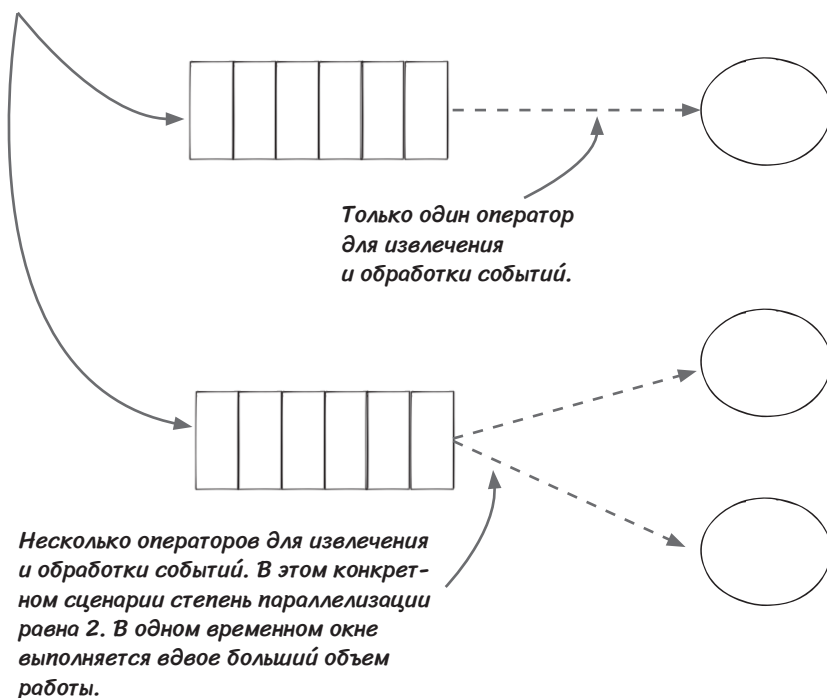 Только один оператор
для извлечения
и обработки событий.
Несколько операторов для извлечения
и обработки событий. В этом конкрет-
ном сценарии степень параллелизации
равна 2. В одном временном окне
выполняется вдвое больший объем
работы.